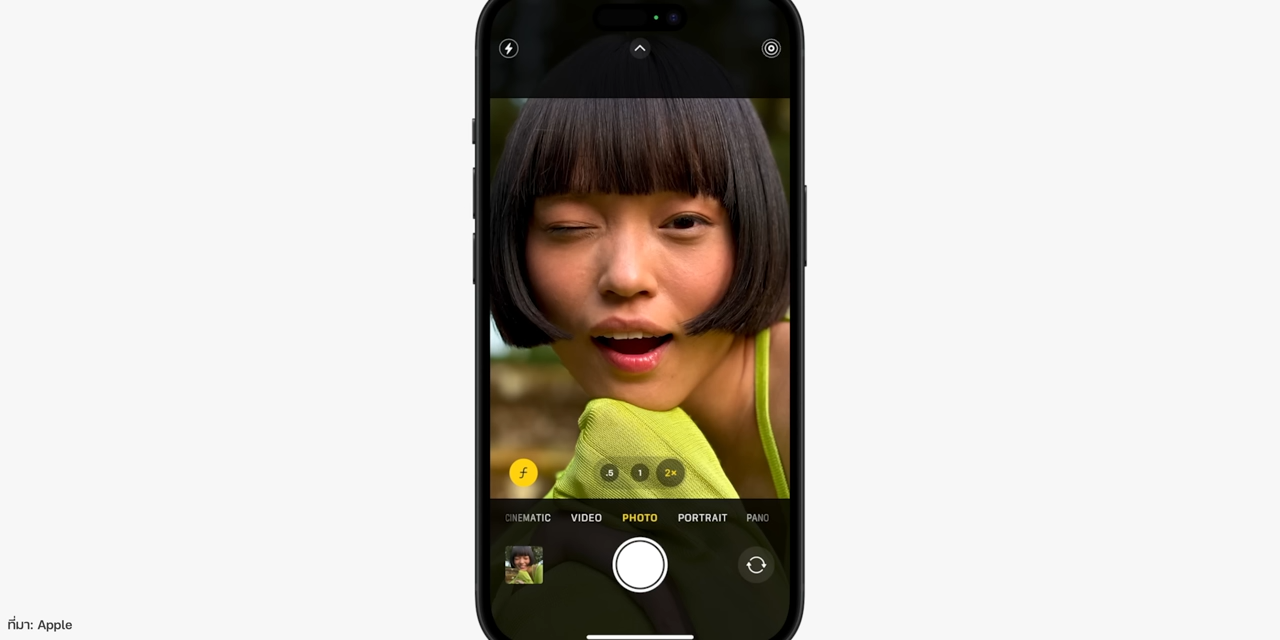 .5 1 2×
CINEMATIC VIDEO PHOTO PORTRAIT PANO
ที่มา: Apple